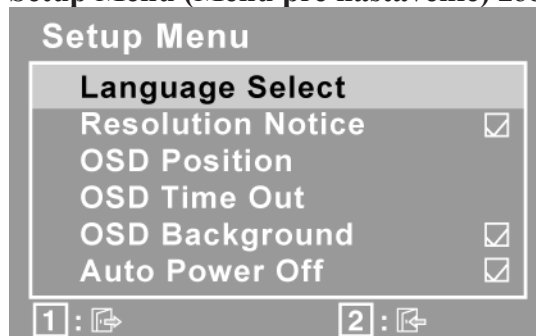 Setup Menu
Language Select
Resolution Notice
OSD Position
OSD Time Out
OSD Background
Auto Power Off
1 : 2 :